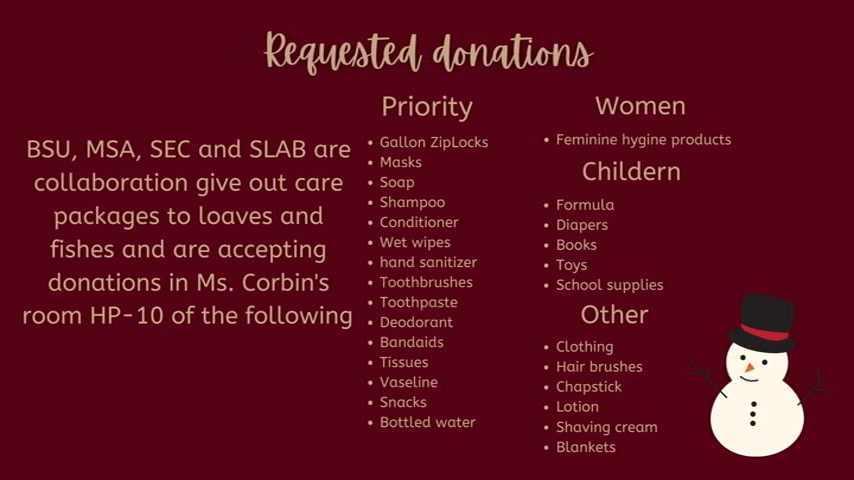 Requested donations
BSU, MSA, SEC and SLAB are
collaboration give out care
packages to loaves and
fishes and are accepting
donations in Ms. Corbin's
room HP-10 of the following
Priority
• Gallon ZipLocks
• Masks
• Soap
• Shampoo
• Conditioner
• Wet wipes
• hand sanitizer
• Toothbrushes
• Toothpaste
• Deodorant
• Bandaids
• Tissues
• Vaseline
• Snacks
• Bottled water
Women
• Feminine hygine products
Childern
• Formula
• Diapers
• Books
• Toys
• School supplies
Other
• Clothing
• Hair brushes
• Chapstick
• Lotion
• Shaving cream
• Blankets